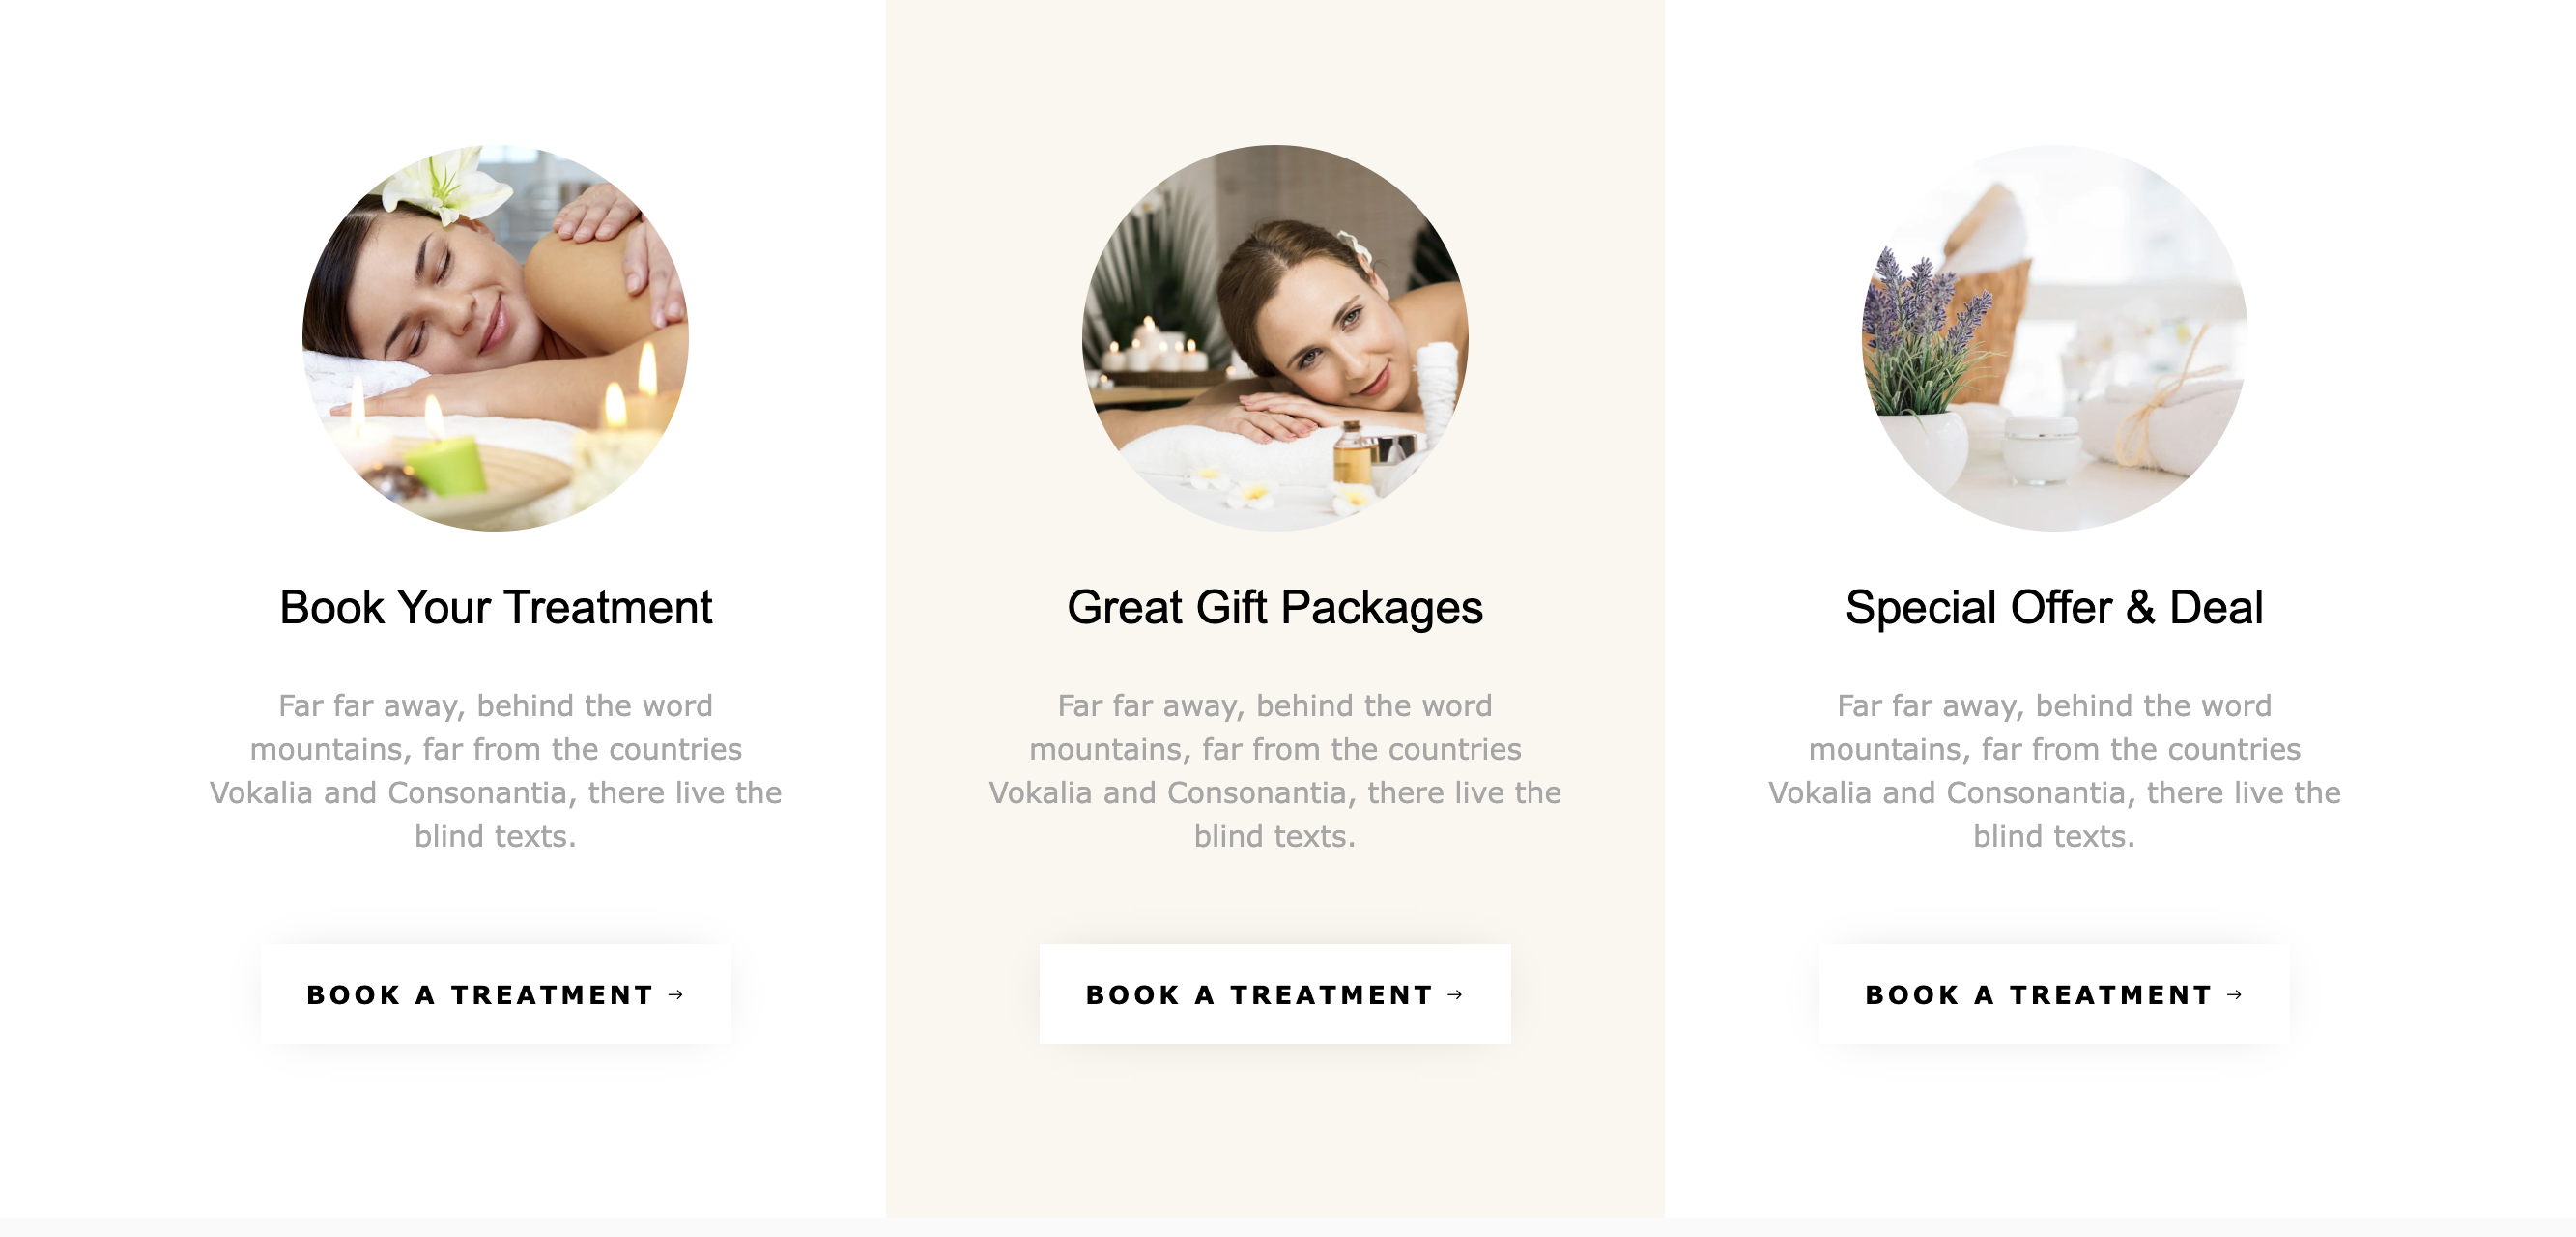 Book Your Treatment
Far far away, behind the word
mountains, far from the countries
Vokalia and Consonantia, there live the
blind texts.
BOOK A TREATMENT →
Great Gift Packages
Far far away, behind the word
mountains, far from the countries
Vokalia and Consonantia, there live the
blind texts.
BOOK A TREATMENT →
Special Offer & Deal
Far far away, behind the word
mountains, far from the countries
Vokalia and Consonantia, there live the
blind texts.
BOOK A TREATMENT →